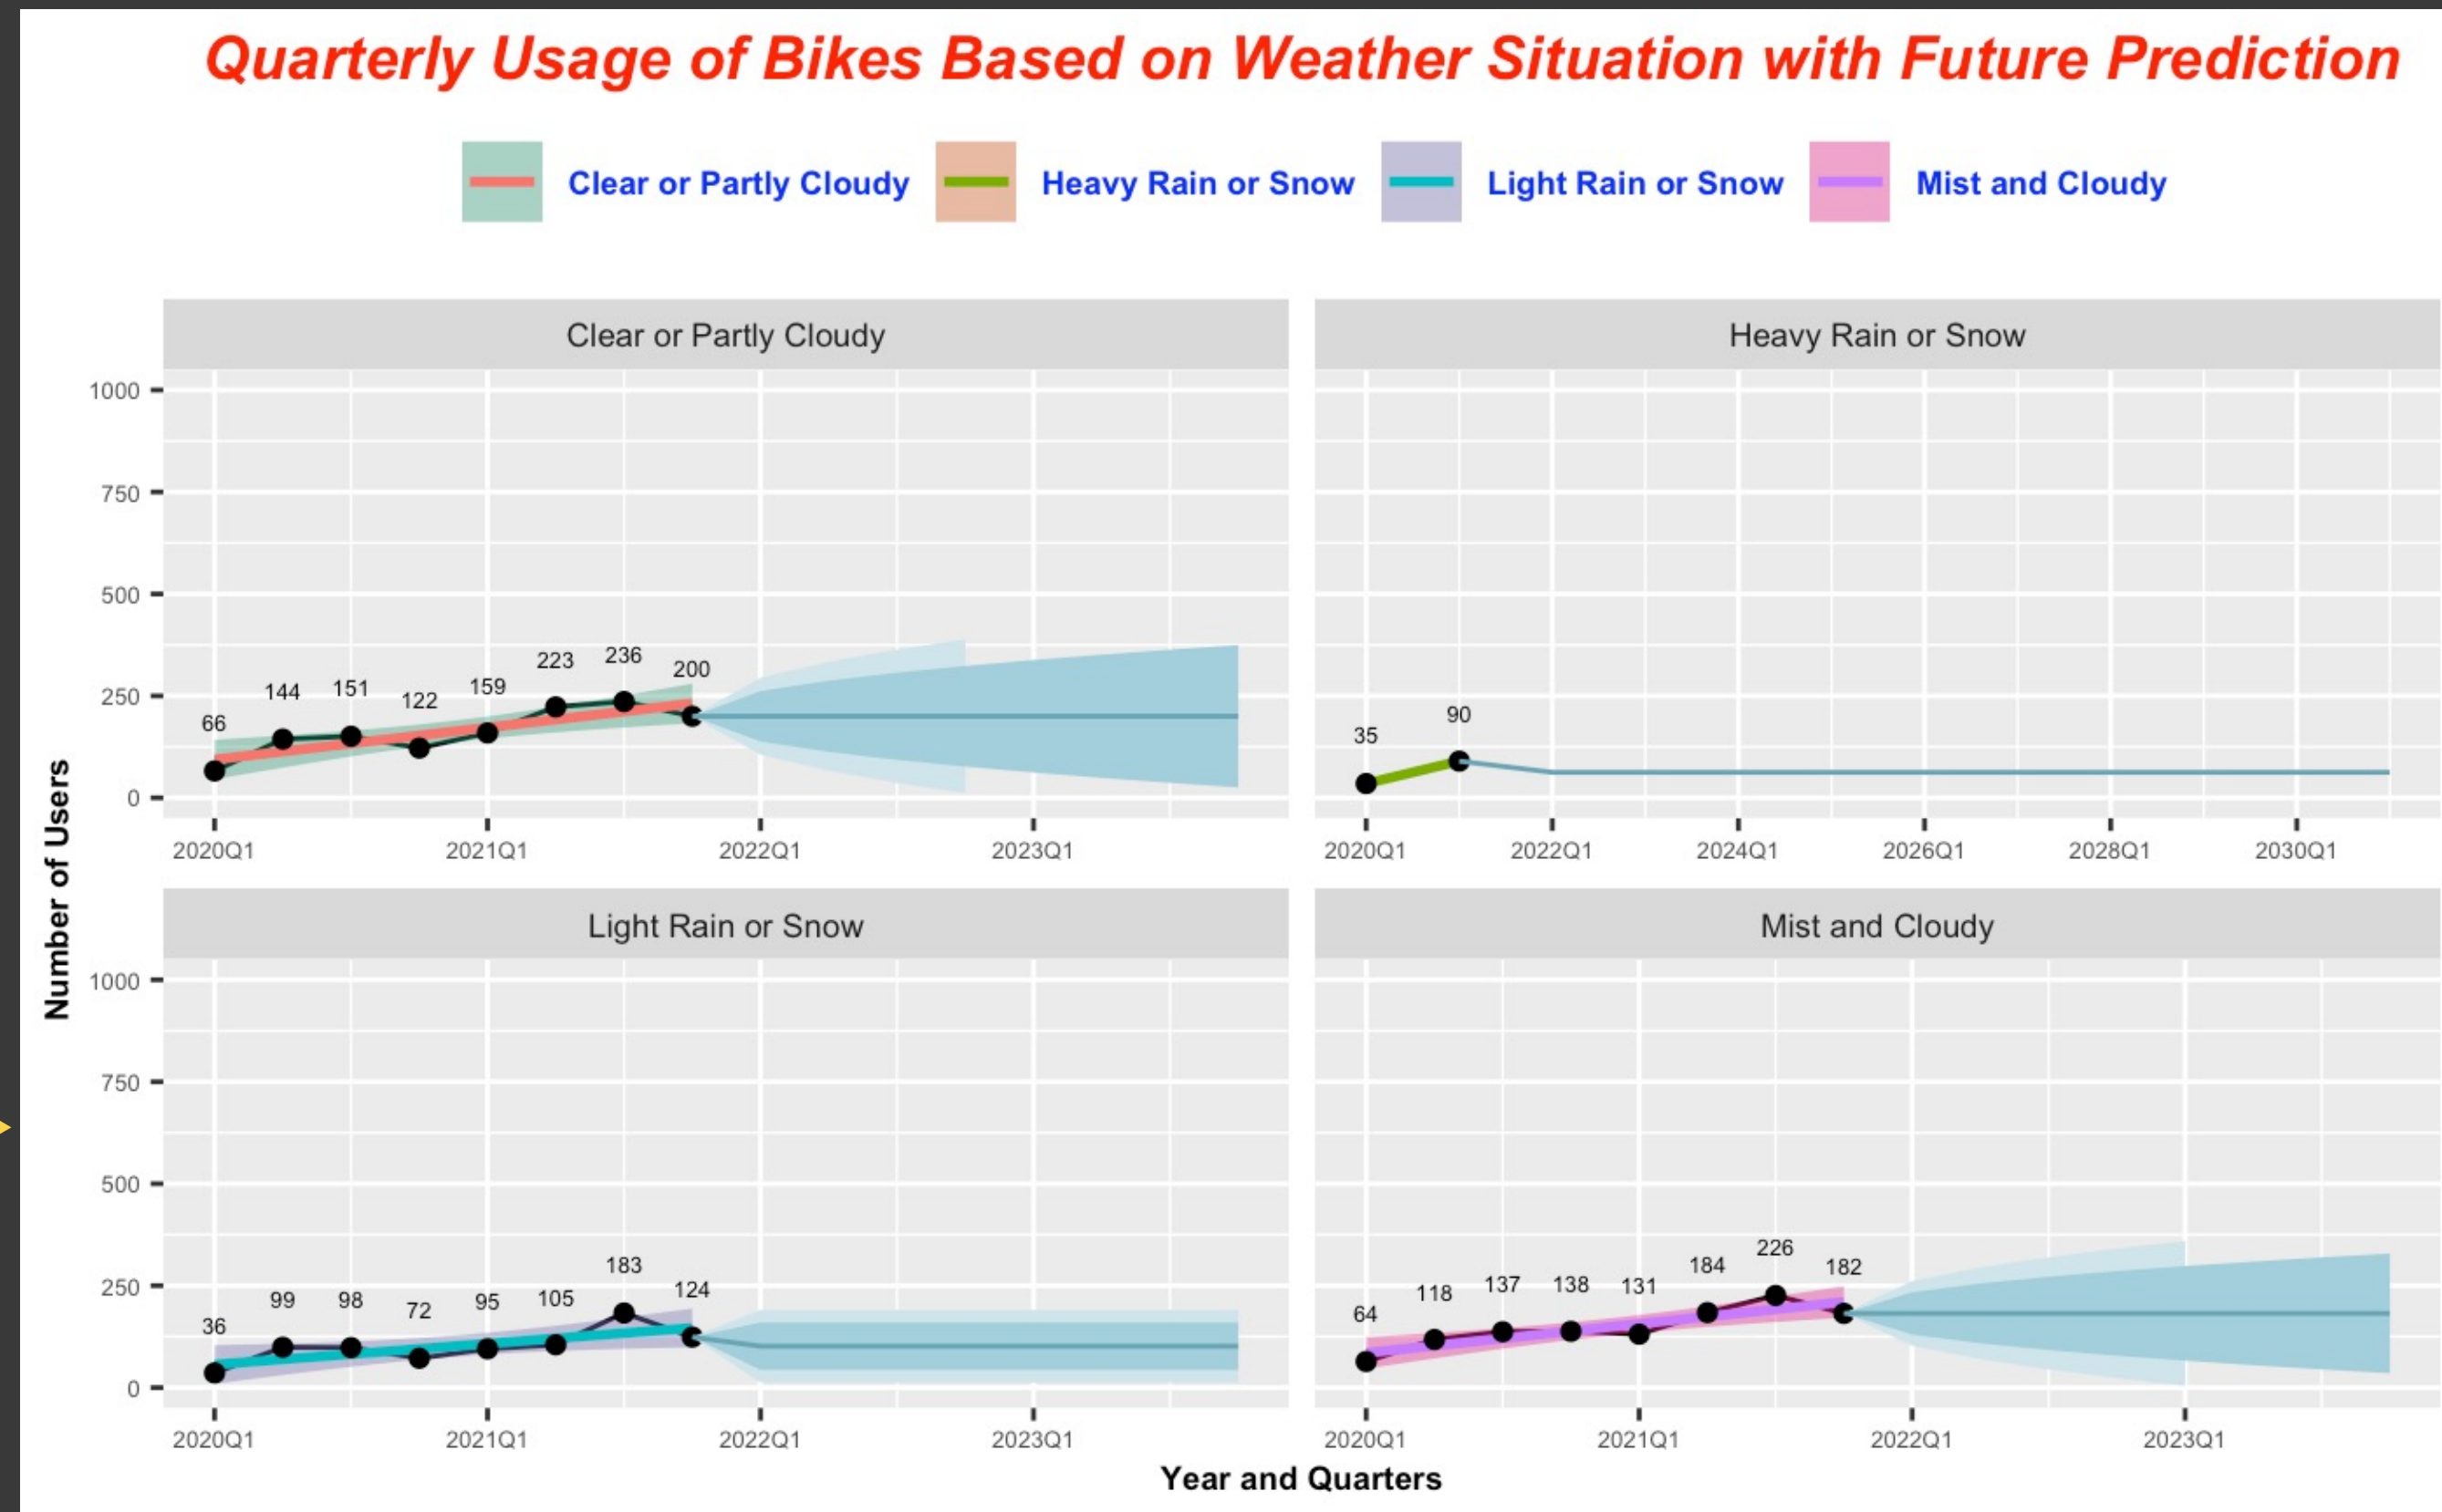 Quarterly Usage of Bikes Based on Weather Situation with Future Prediction
Clear or Partly Cloudy
Heavy Rain or Snow
Light Rain or Snow
Mist and Cloudy
Number of Users
Clear or Partly Cloudy
1000
750
500
250
0
66
144
151
122
159
223
236
200
2020Q1
2021Q1
2022Q1
2023Q1
Heavy Rain or Snow
35
90
2020Q1
2022Q1
2024Q1
2026Q1
2028Q1
2030Q1
Light Rain or Snow
1000
750
500
250
0
36
99
98
72
95
105
183
124
2020Q1
2021Q1
2022Q1
2023Q1
Mist and Cloudy
64
118
137
138
131
184
226
182
2020Q1
2021Q1
2022Q1
2023Q1
Year and Quarters